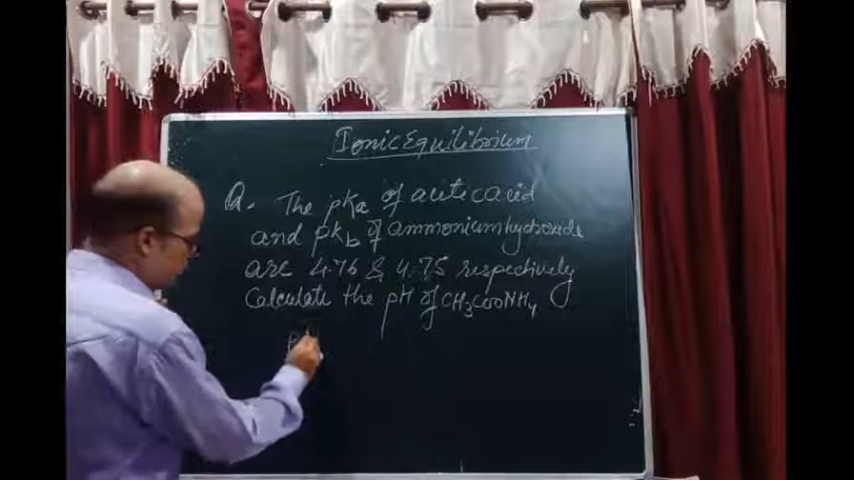 Ionic Equilibrium
Q. The pKa of acetic acid
and pKb of ammonium hydroxide
are 4.76 & 4.75 respectively
Calculate the pH of CH3COONH4